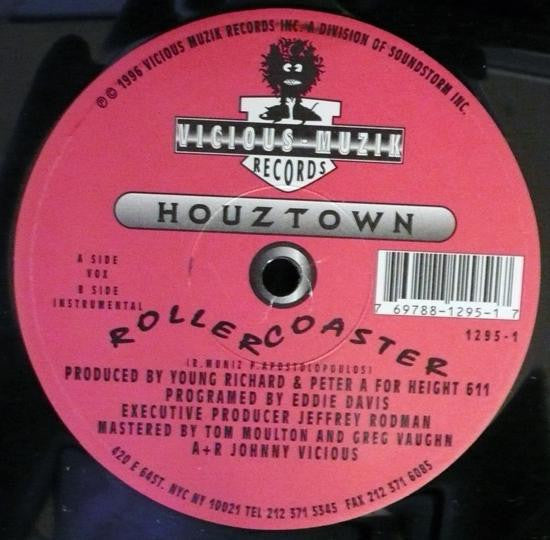 ℗ © 1996 VICIOUS MUZIK RECORDS INC. A DIVISION OF SOUNDSTORM INC.
VICIOUS-MUZIK
RECORDS
HOUZTOWN
A SIDE
VOX
B SIDE
INSTRUMENTAL
7 69788-1295-1 7
1295-1
ROLLERCOASTER
(R.MUNIZ P.APOSTOLOPOULOS)
PRODUCED BY YOUNG RICHARD & PETER A FOR HEIGHT 611
PROGRAMED BY EDDIE DAVIS
EXECUTIVE PRODUCER JEFFREY RODMAN
MASTERED BY TOM MOULTON AND GREG VAUGHN
A+R JOHNNY VICIOUS
420 E 64ST. NYC NY 10021 TEL 212 371 5345 FAX 212 371 6085